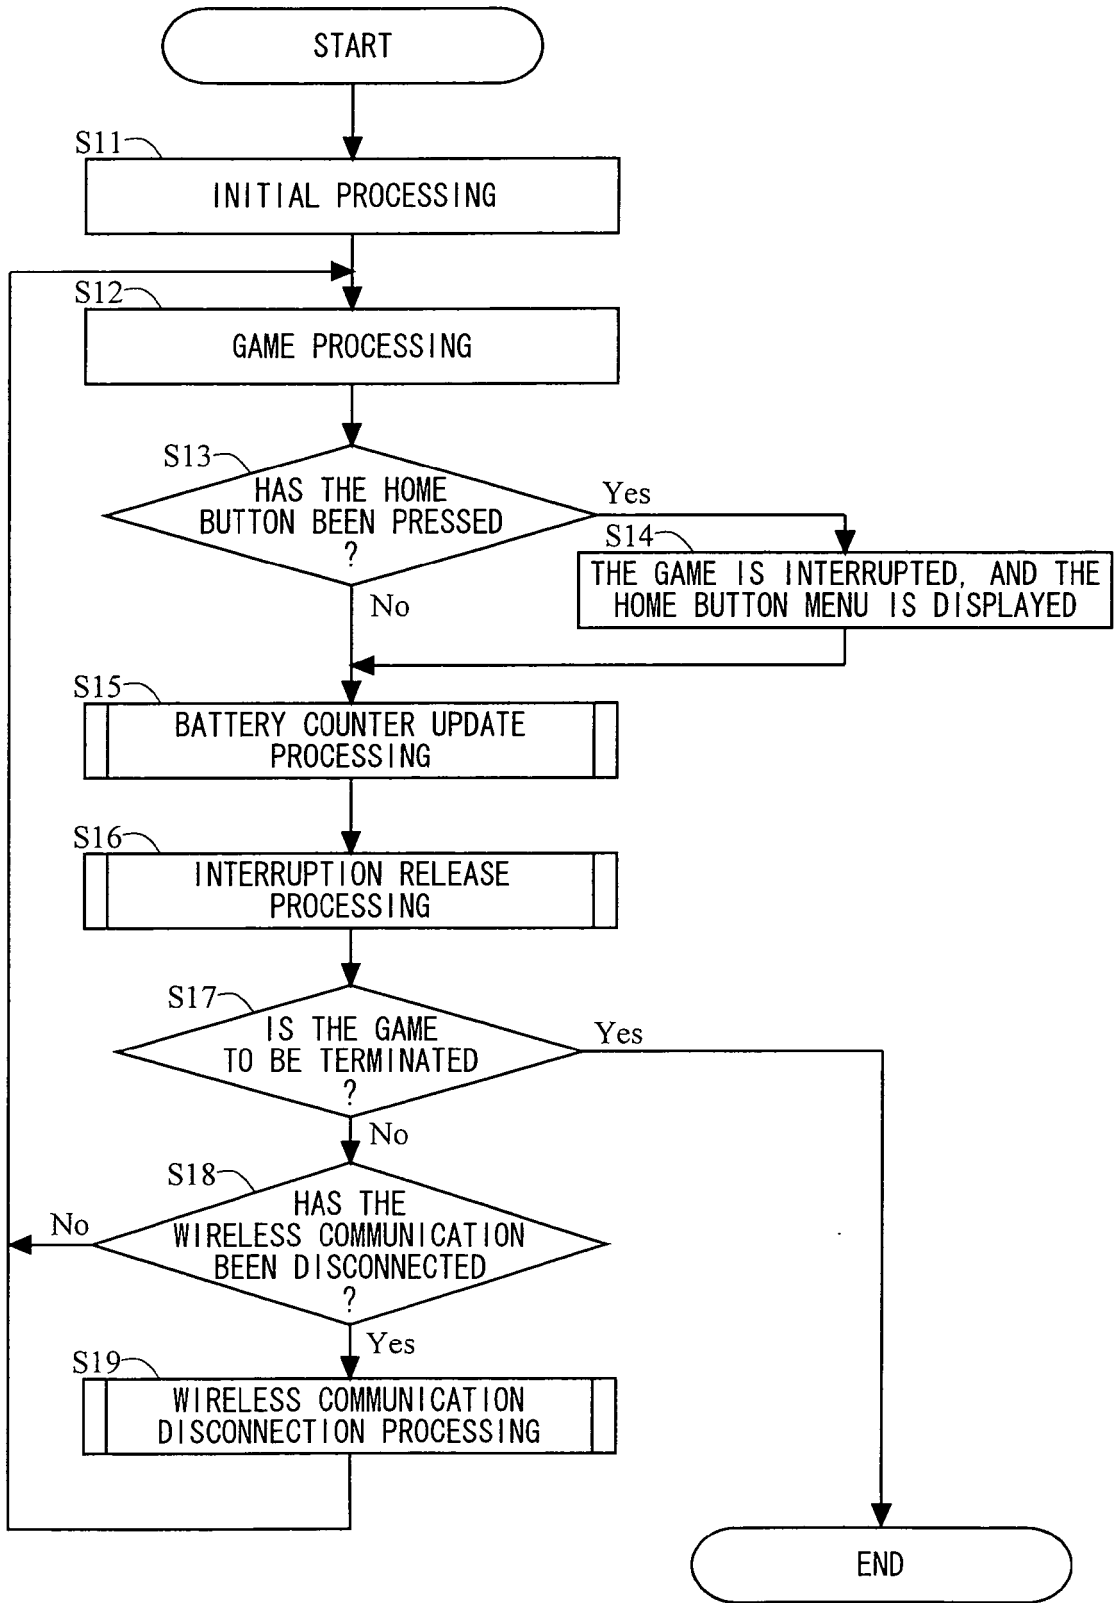 START
S11
INITIAL PROCESSING
S12
GAME PROCESSING
S13
HAS THE HOME
BUTTON BEEN PRESSED
?
Yes
No
S14
THE GAME IS INTERRUPTED, AND THE
HOME BUTTON MENU IS DISPLAYED
S15
BATTERY COUNTER UPDATE
PROCESSING
S16
INTERRUPTION RELEASE
PROCESSING
S17
IS THE GAME
TO BE TERMINATED
?
Yes
No
S18
HAS THE
WIRELESS COMMUNICATION
BEEN DISCONNECTED
?
No
Yes
S19
WIRELESS COMMUNICATION
DISCONNECTION PROCESSING
END